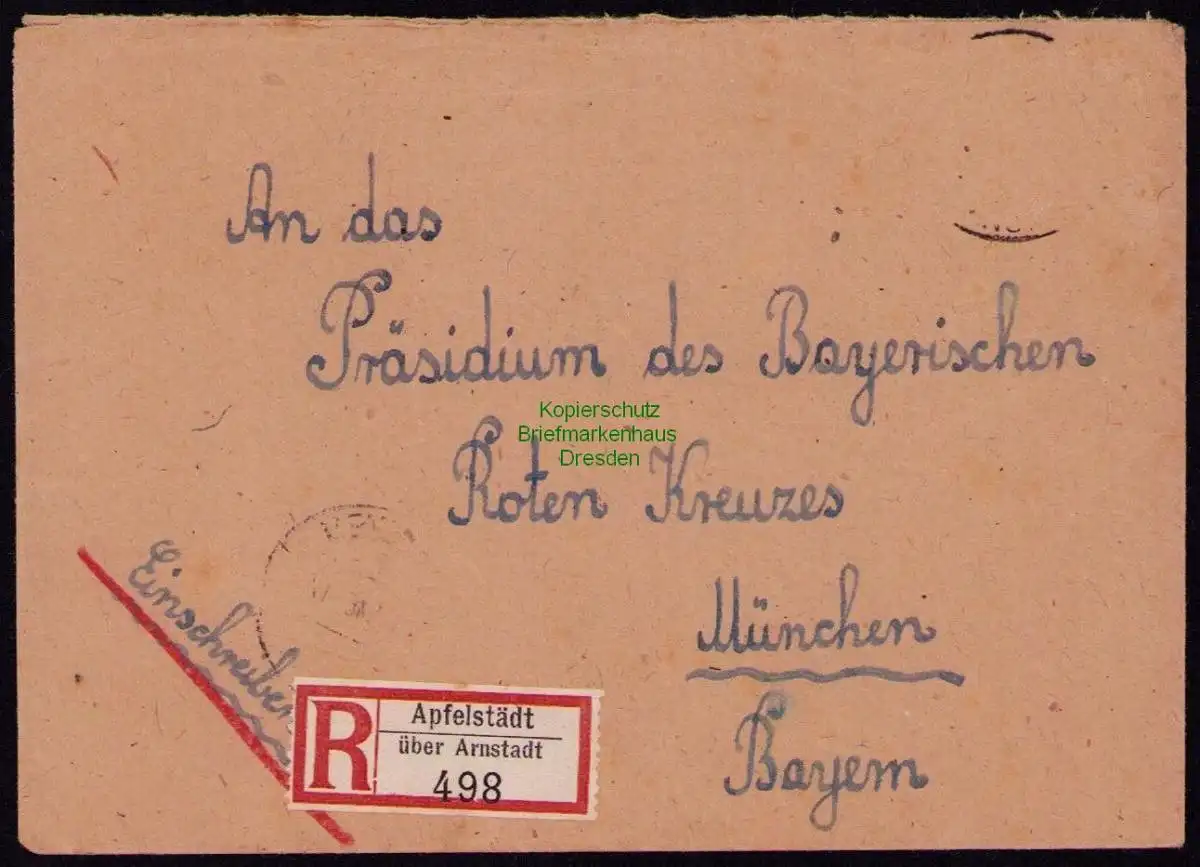 An das
Präsidium des Bayerischen
Roten Kreuzes
München
Bayern
Einschreiben
R
Apfelstädt
über Arnstadt
498
Kopierschutz
Briefmarkenhaus
Dresden